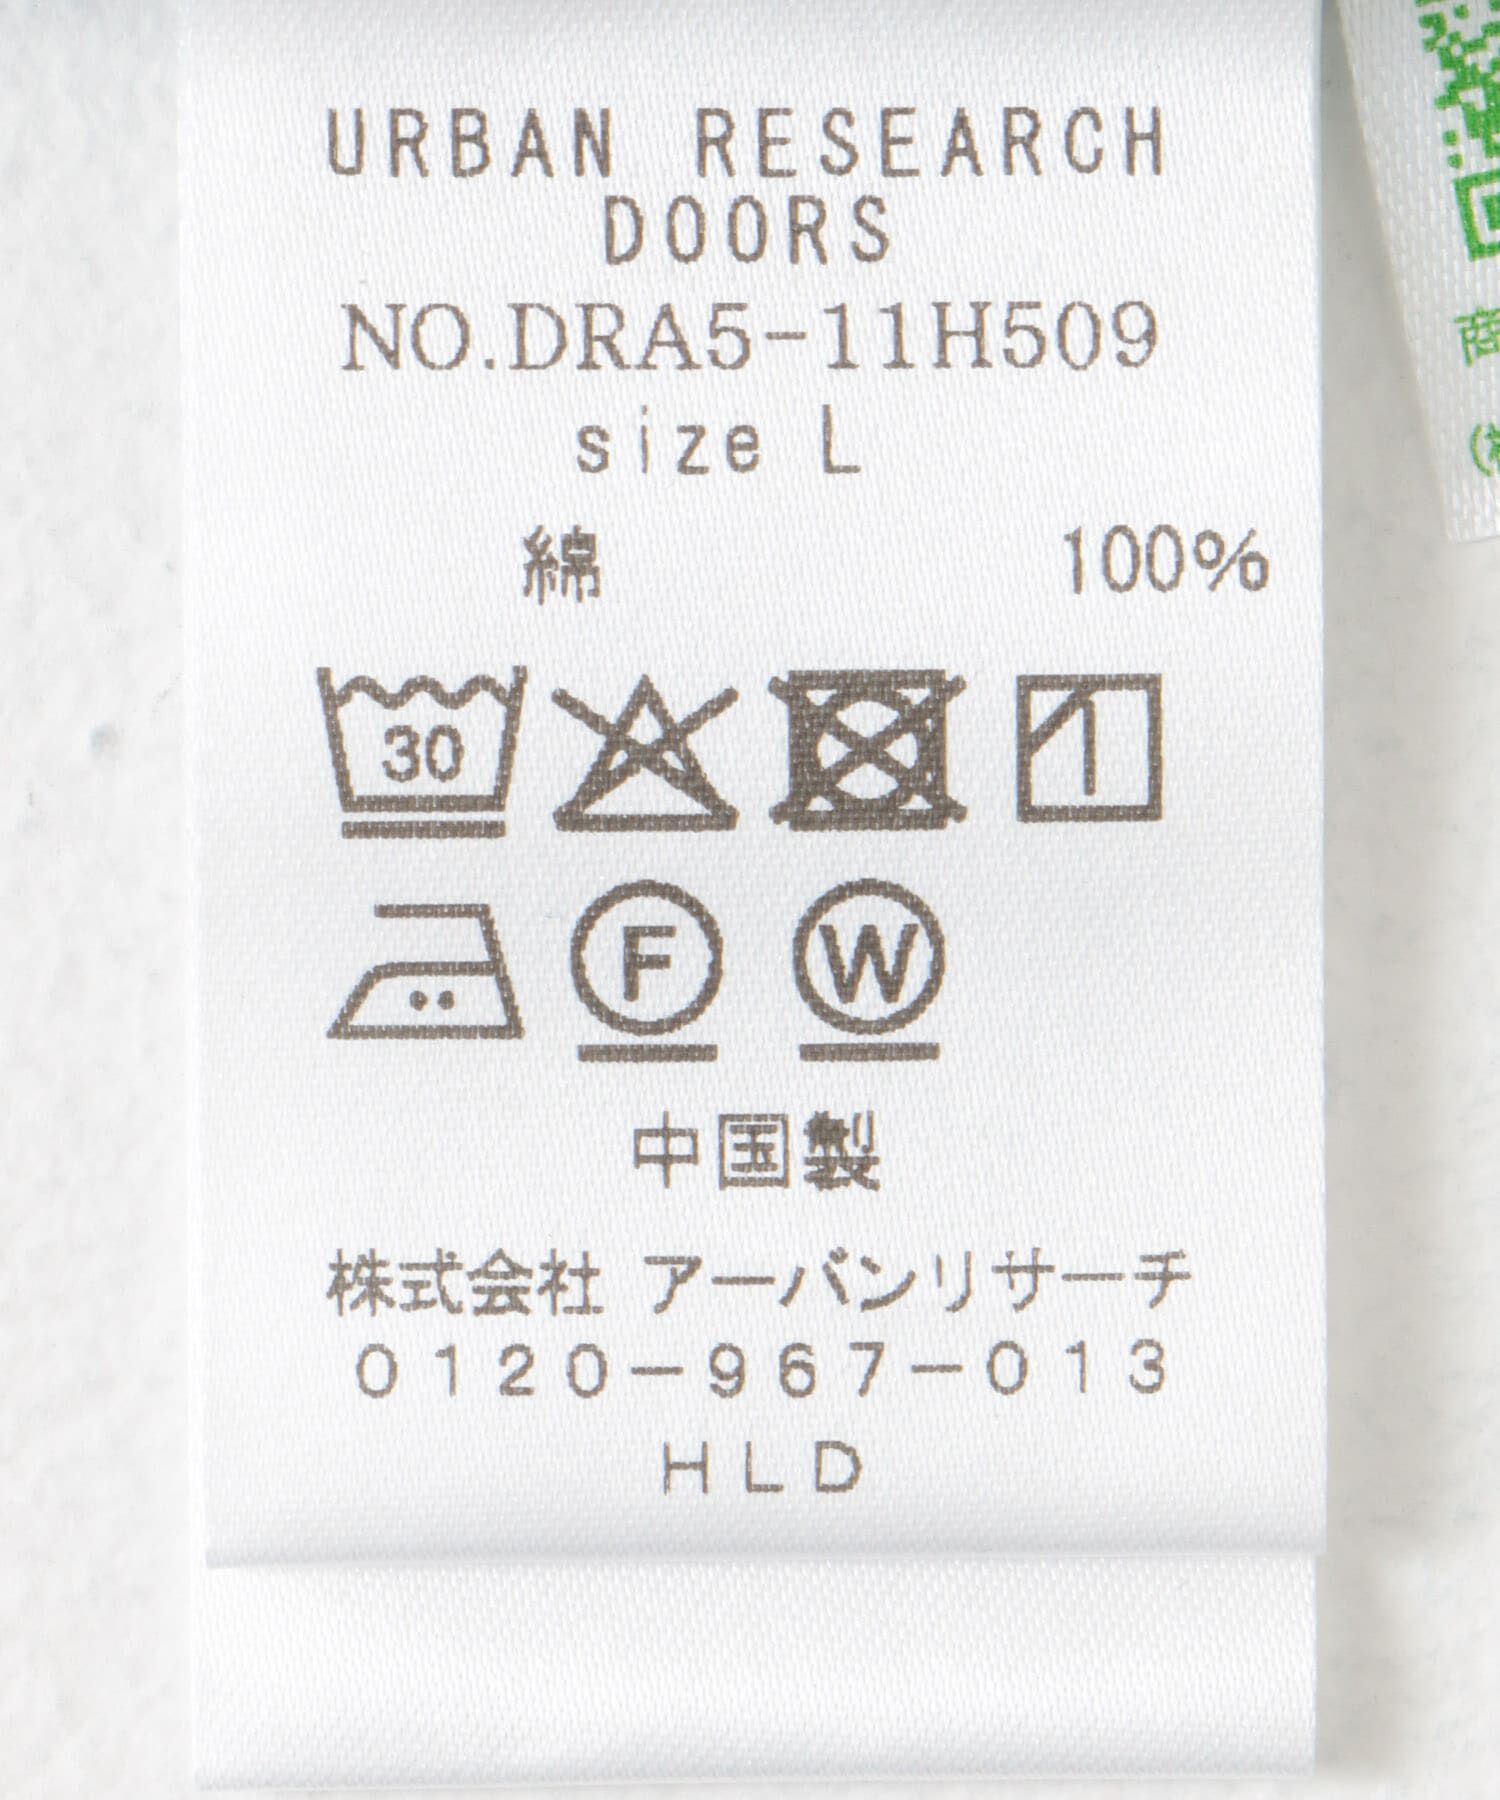 URBAN RESEARCH
DOORS
NO.DRA5-11H509
size L
綿 100%
30
F W
中国製
株式会社 アーバンリサーチ
0120-967-013
HLD